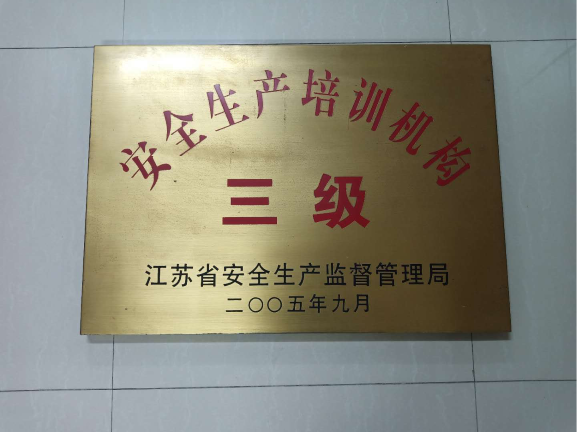 安全生产培训机构
三级
江苏省安全生产监督管理局
二〇〇五年九月